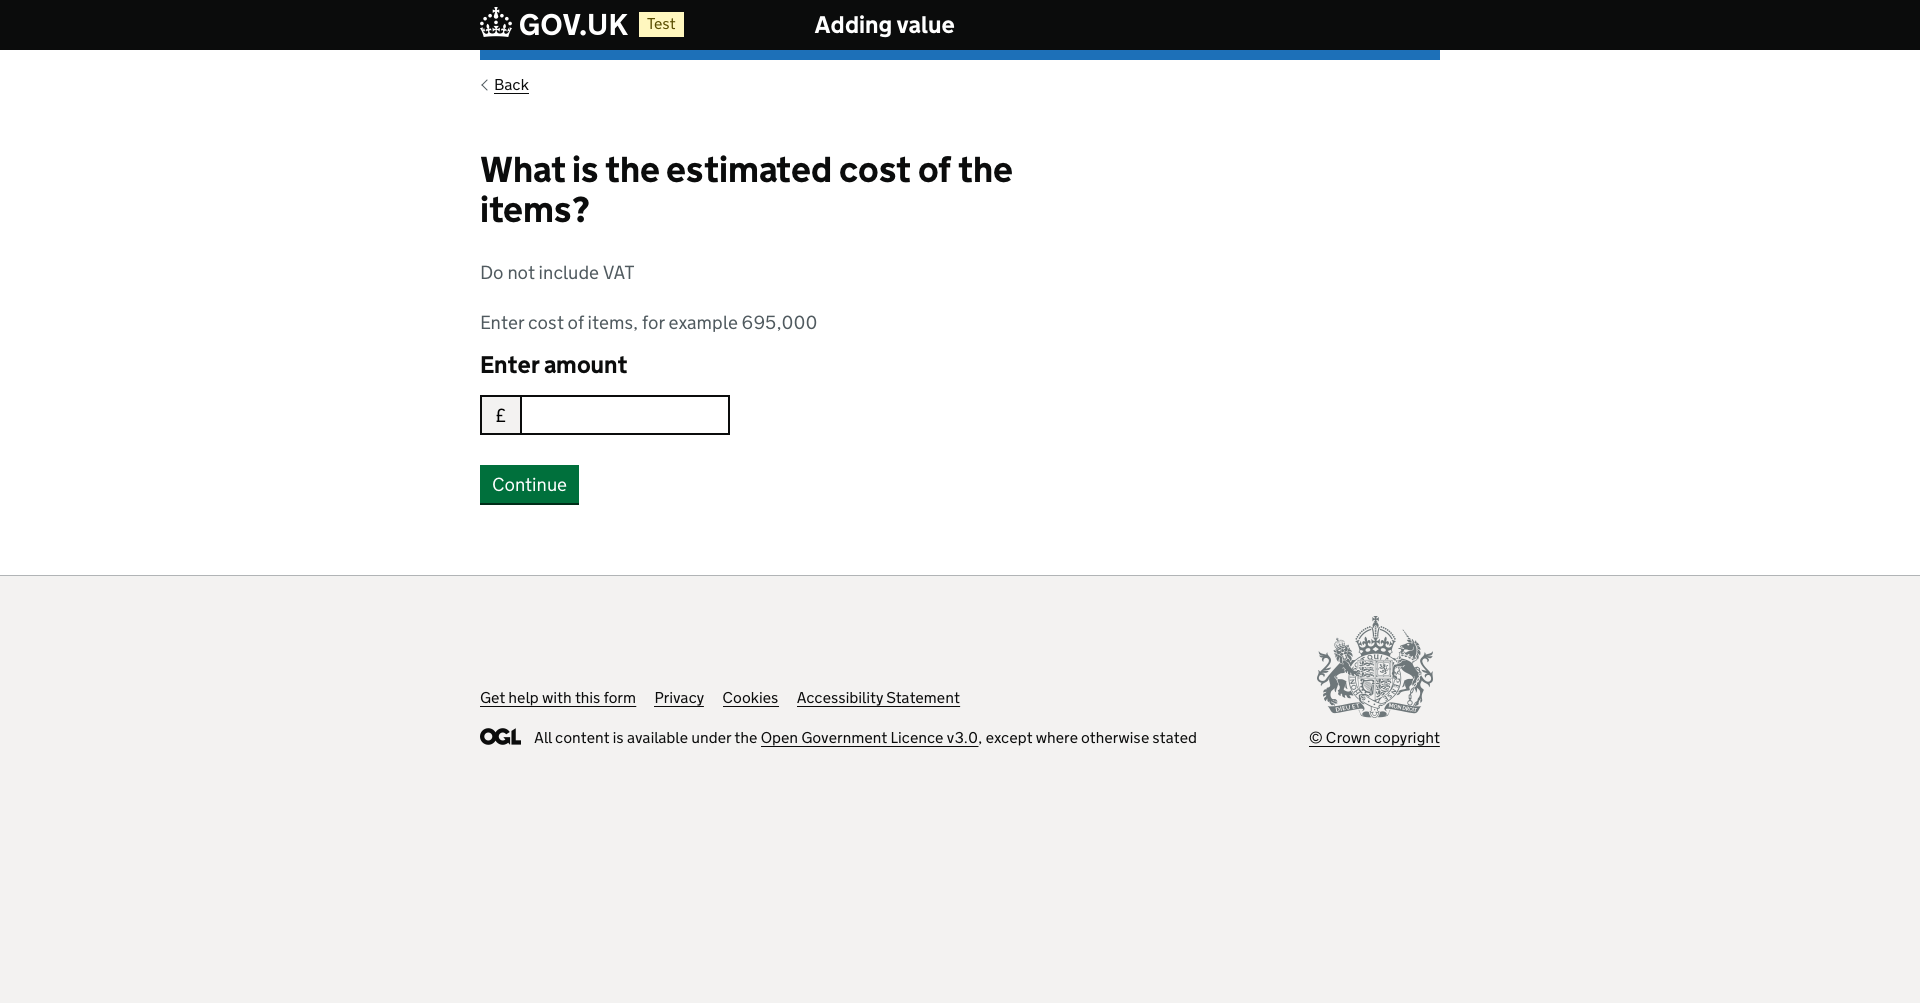 GOV.UK Test Adding value
Back
What is the estimated cost of the
items?
Do not include VAT
Enter cost of items, for example 695,000
Enter amount
£
Continue
Get help with this form Privacy Cookies Accessibility Statement
OGL All content is available under the Open Government Licence v3.0, except where otherwise stated
© Crown copyright